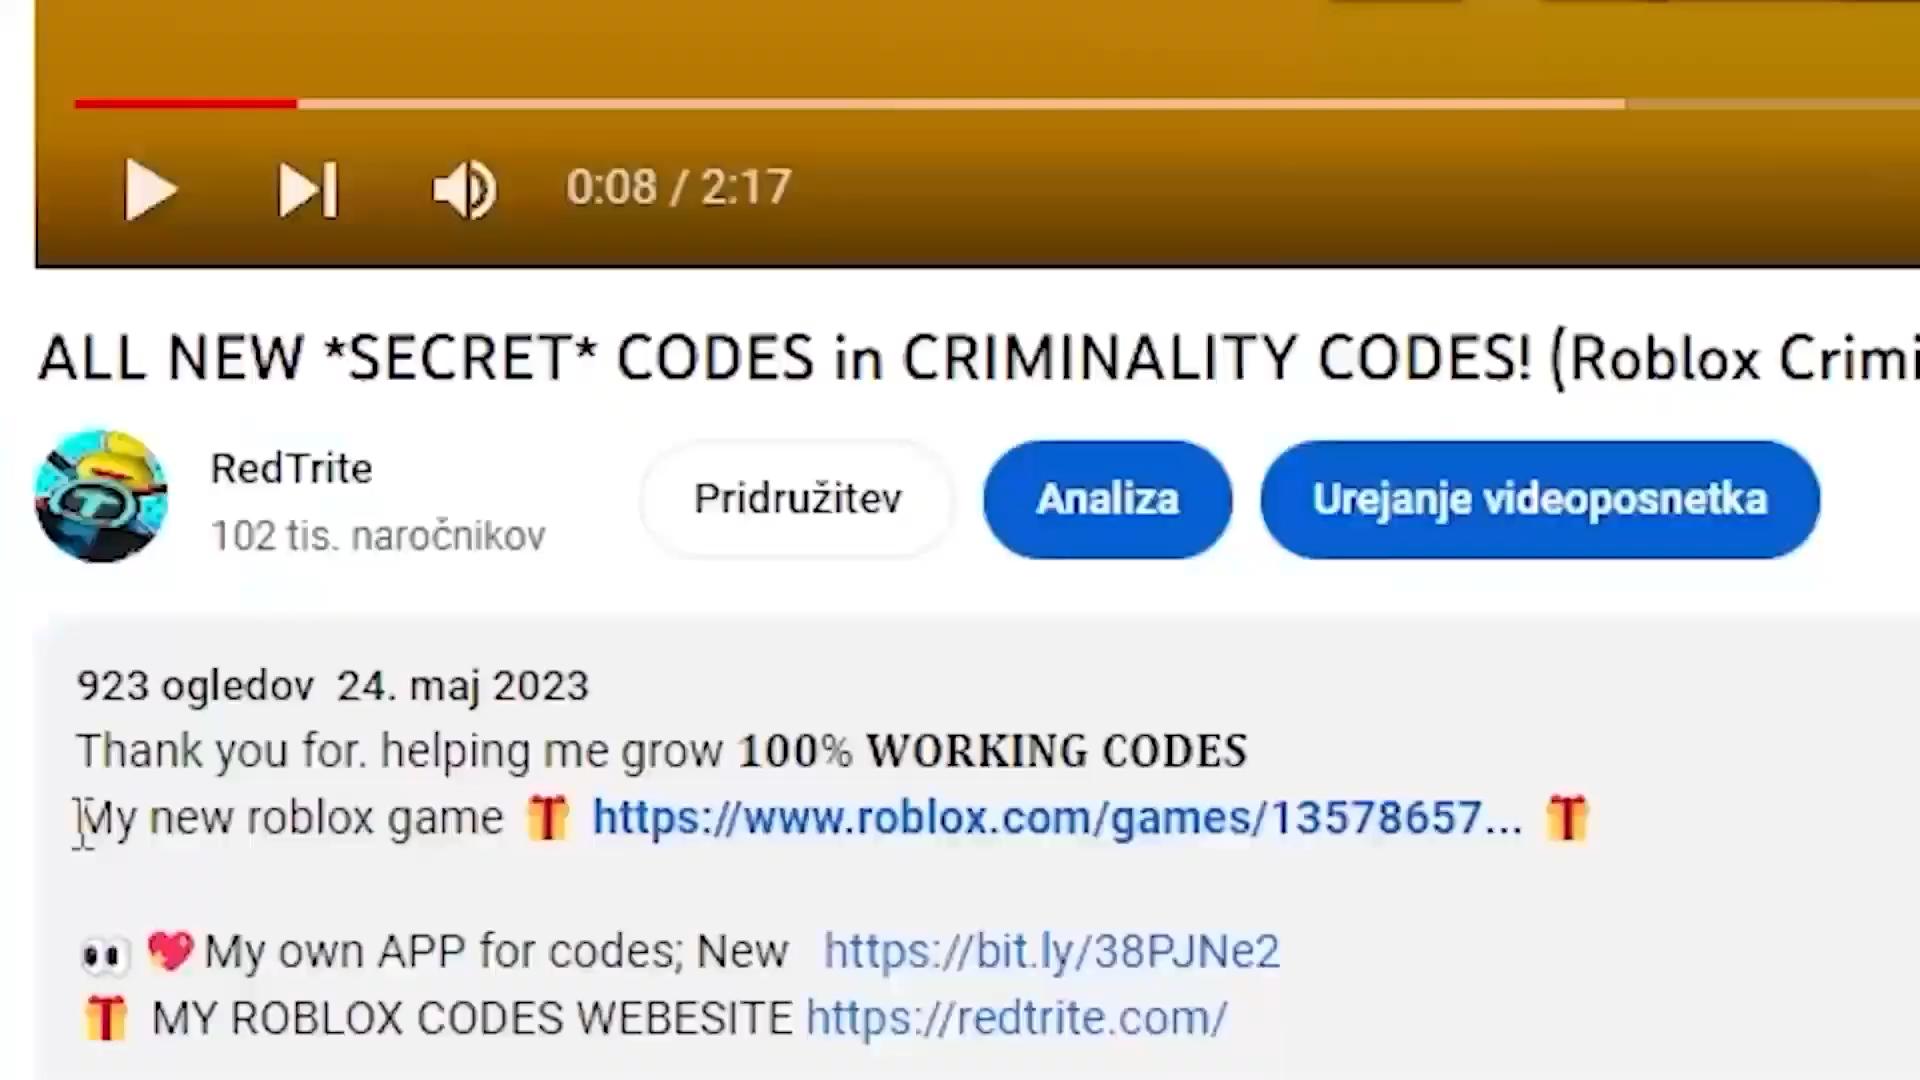 0:08 / 2:17
ALL NEW *SECRET* CODES in CRIMINALITY CODES! (Roblox Crimi
RedTrite
102 tis. naročnikov
Pridružitev
Analiza
Urejanje videoposnetka
923 ogledov 24. maj 2023
Thank you for. helping me grow 100% WORKING CODES
My new roblox game 🎁 https://www.roblox.com/games/13578657... 🎁
👀 💖 My own APP for codes; New https://bit.ly/38PJNe2
🎁 MY ROBLOX CODES WEBESITE https://redtrite.com/